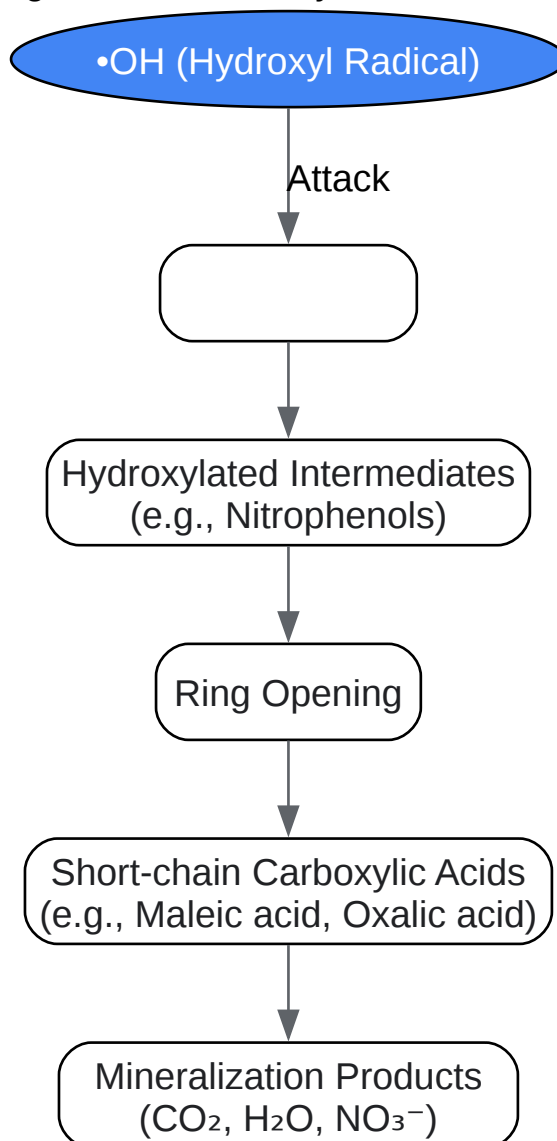 •OH (Hydroxyl Radical)
Attack
Hydroxylated Intermediates
(e.g., Nitrophenols)
Ring Opening
Short-chain Carboxylic Acids
(e.g., Maleic acid, Oxalic acid)
Mineralization Products
(CO₂, H₂O, NO₃⁻)